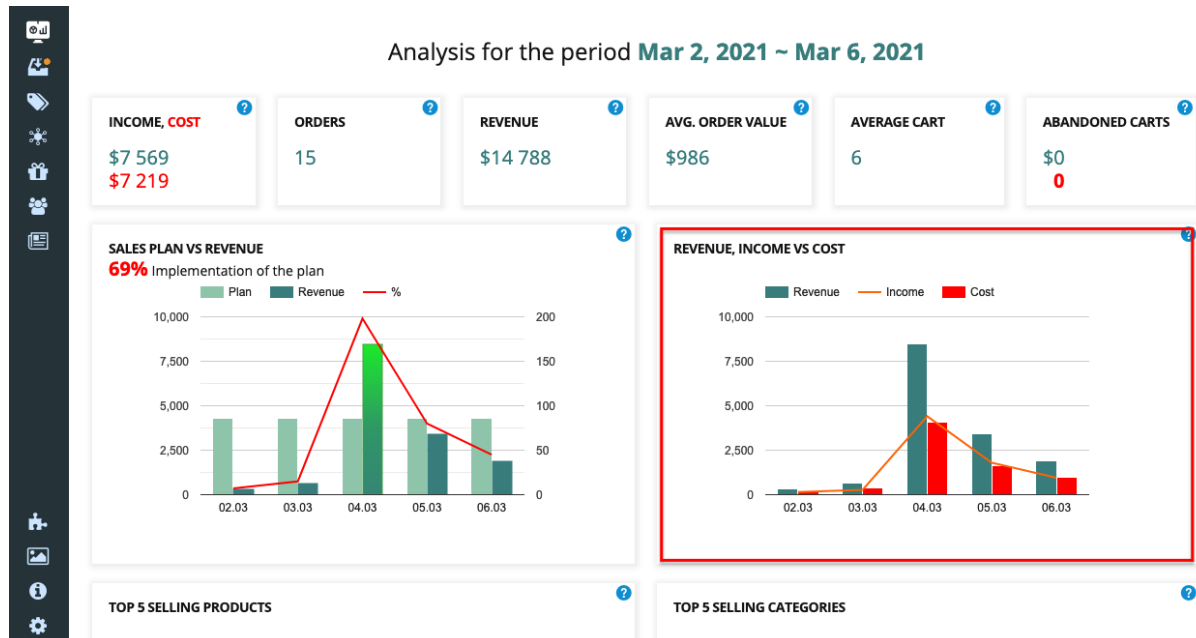 Analysis for the period Mar 2, 2021 ~ Mar 6, 2021
INCOME, COST
$7 569
$7 219
ORDERS
15
REVENUE
$14 788
AVG. ORDER VALUE
$986
AVERAGE CART
6
ABANDONED CARTS
$0
0
SALES PLAN VS REVENUE
69% Implementation of the plan
Plan Revenue %
10,000 200
7,500 150
5,000 100
2,500 50
0 0
02.03 03.03 04.03 05.03 06.03
REVENUE, INCOME VS COST
Revenue Income Cost
10,000
7,500
5,000
2,500
0
02.03 03.03 04.03 05.03 06.03
TOP 5 SELLING PRODUCTS
TOP 5 SELLING CATEGORIES